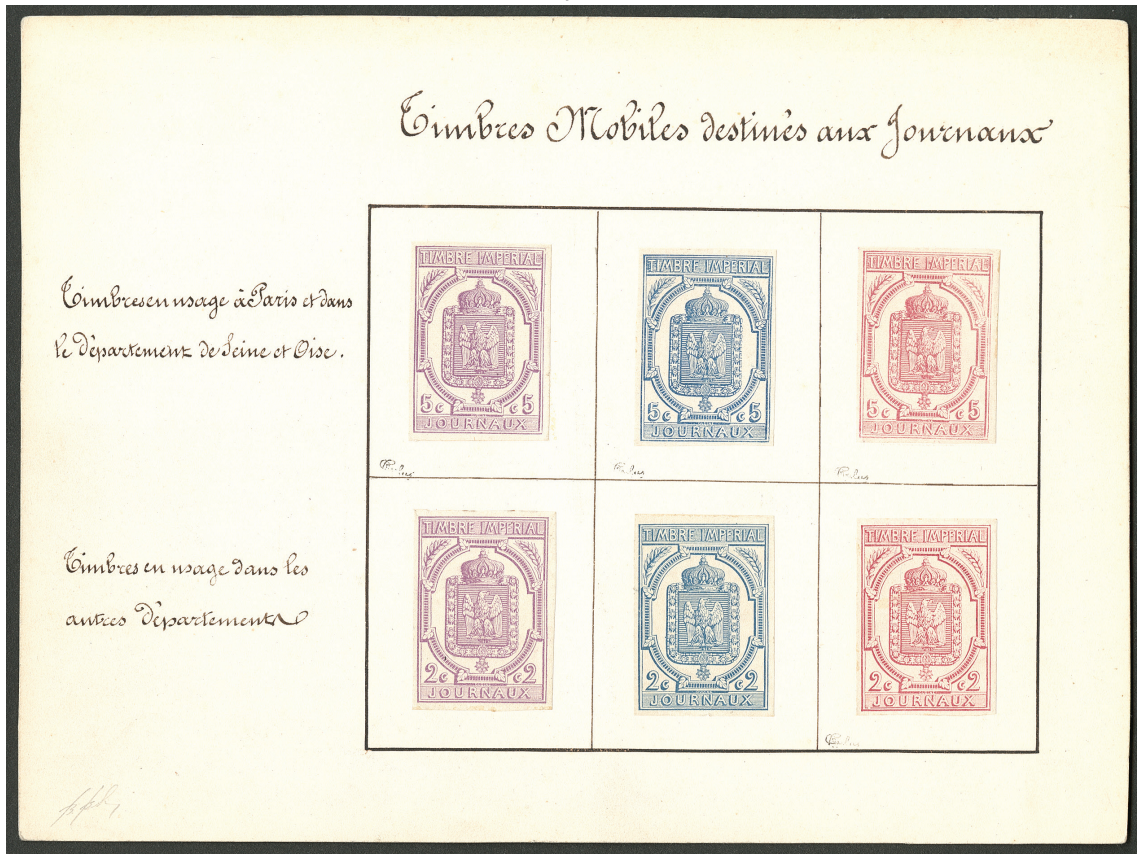 Timbres Mobiles destinés aux Journaux
Timbres en usage à Paris et dans
le département de Seine et Oise.
TIMBRE IMPERIAL
5c c5
JOURNAUX
TIMBRE IMPERIAL
5c c5
JOURNAUX
TIMBRE IMPERIAL
5c c5
JOURNAUX
Timbres en usage dans les
autres Départements
TIMBRE IMPERIAL
2c c2
JOURNAUX
TIMBRE IMPERIAL
2c c2
JOURNAUX
TIMBRE IMPERIAL
2c c2
JOURNAUX